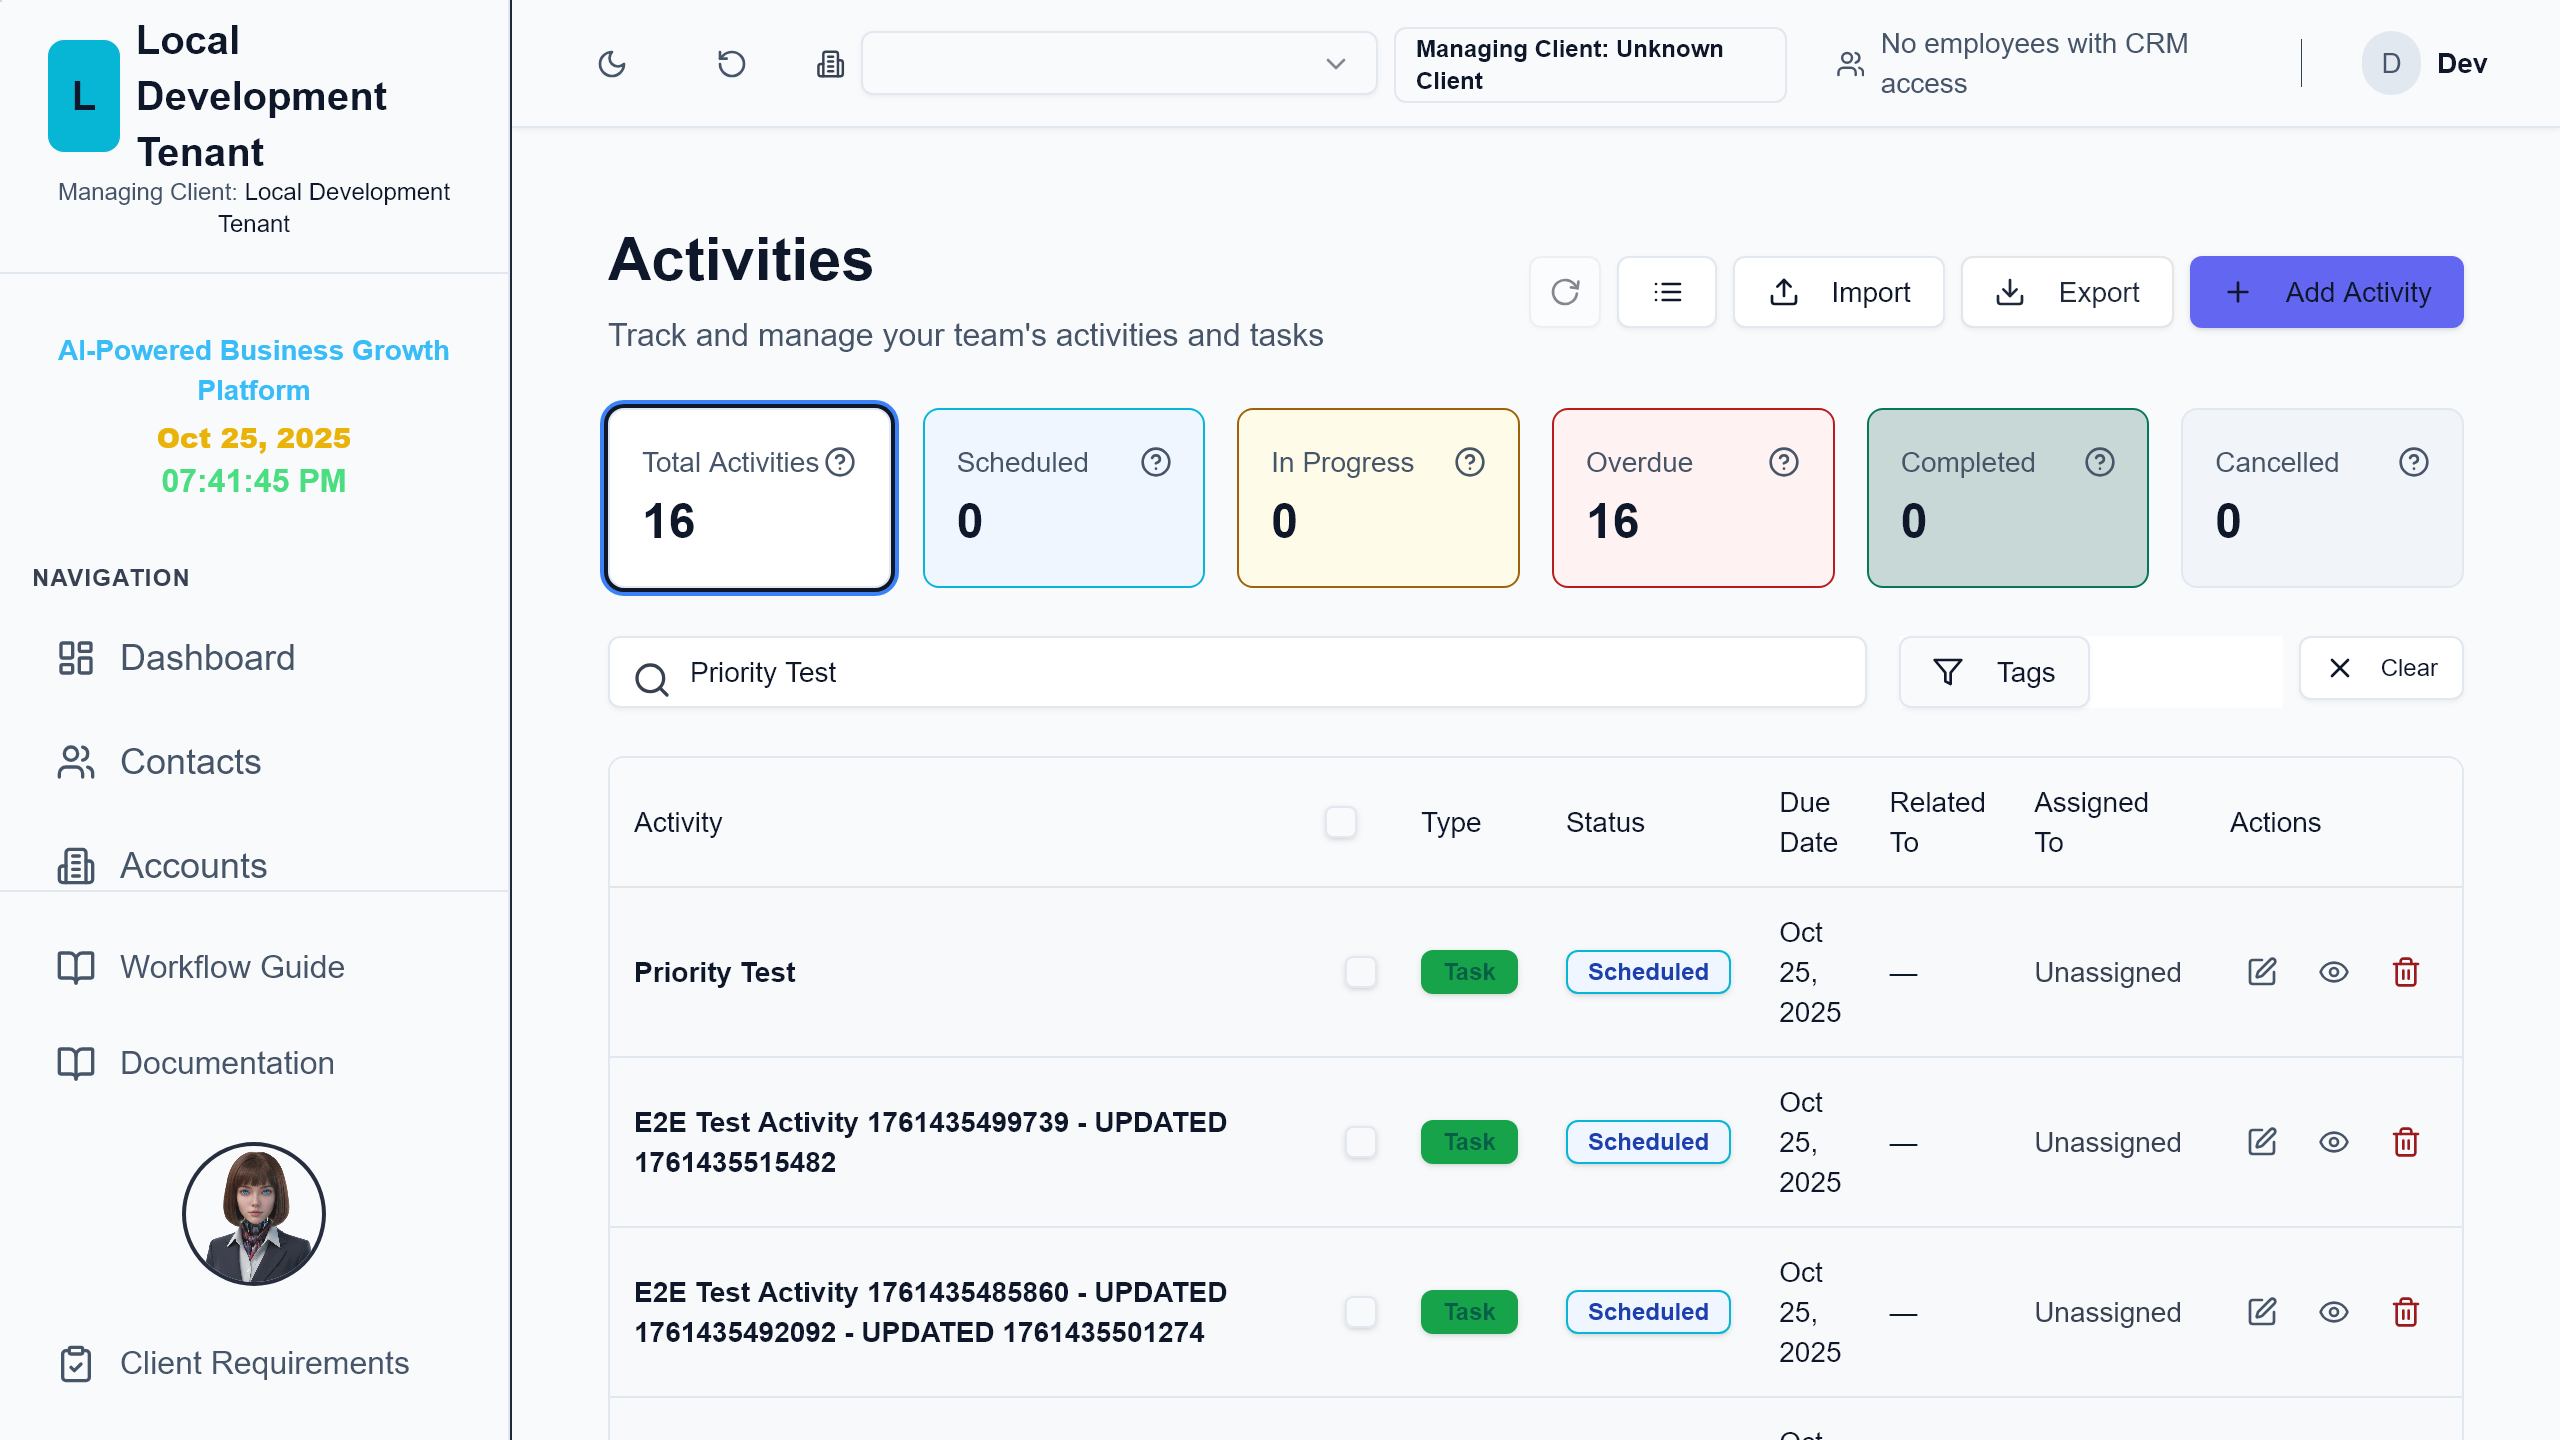 L
Local
Development
Tenant
Managing Client: Local Development
Tenant
AI-Powered Business Growth
Platform
Oct 25, 2025
07:41:45 PM
NAVIGATION
Dashboard
Contacts
Accounts
Workflow Guide
Documentation
Client Requirements
Managing Client: Unknown
Client
No employees with CRM
access
D
Dev
Activities
Track and manage your team's activities and tasks
Import
Export
Add Activity
Total Activities
16
Scheduled
0
In Progress
0
Overdue
16
Completed
0
Cancelled
0
Priority Test
Tags
Clear
Activity
Type
Status
Due
Date
Related
To
Assigned
To
Actions
Priority Test
Task
Scheduled
Oct
25,
2025
—
Unassigned
E2E Test Activity 1761435499739 - UPDATED
1761435515482
Task
Scheduled
Oct
25,
2025
—
Unassigned
E2E Test Activity 1761435485860 - UPDATED
1761435492092 - UPDATED 1761435501274
Task
Scheduled
Oct
25,
2025
—
Unassigned
Oct